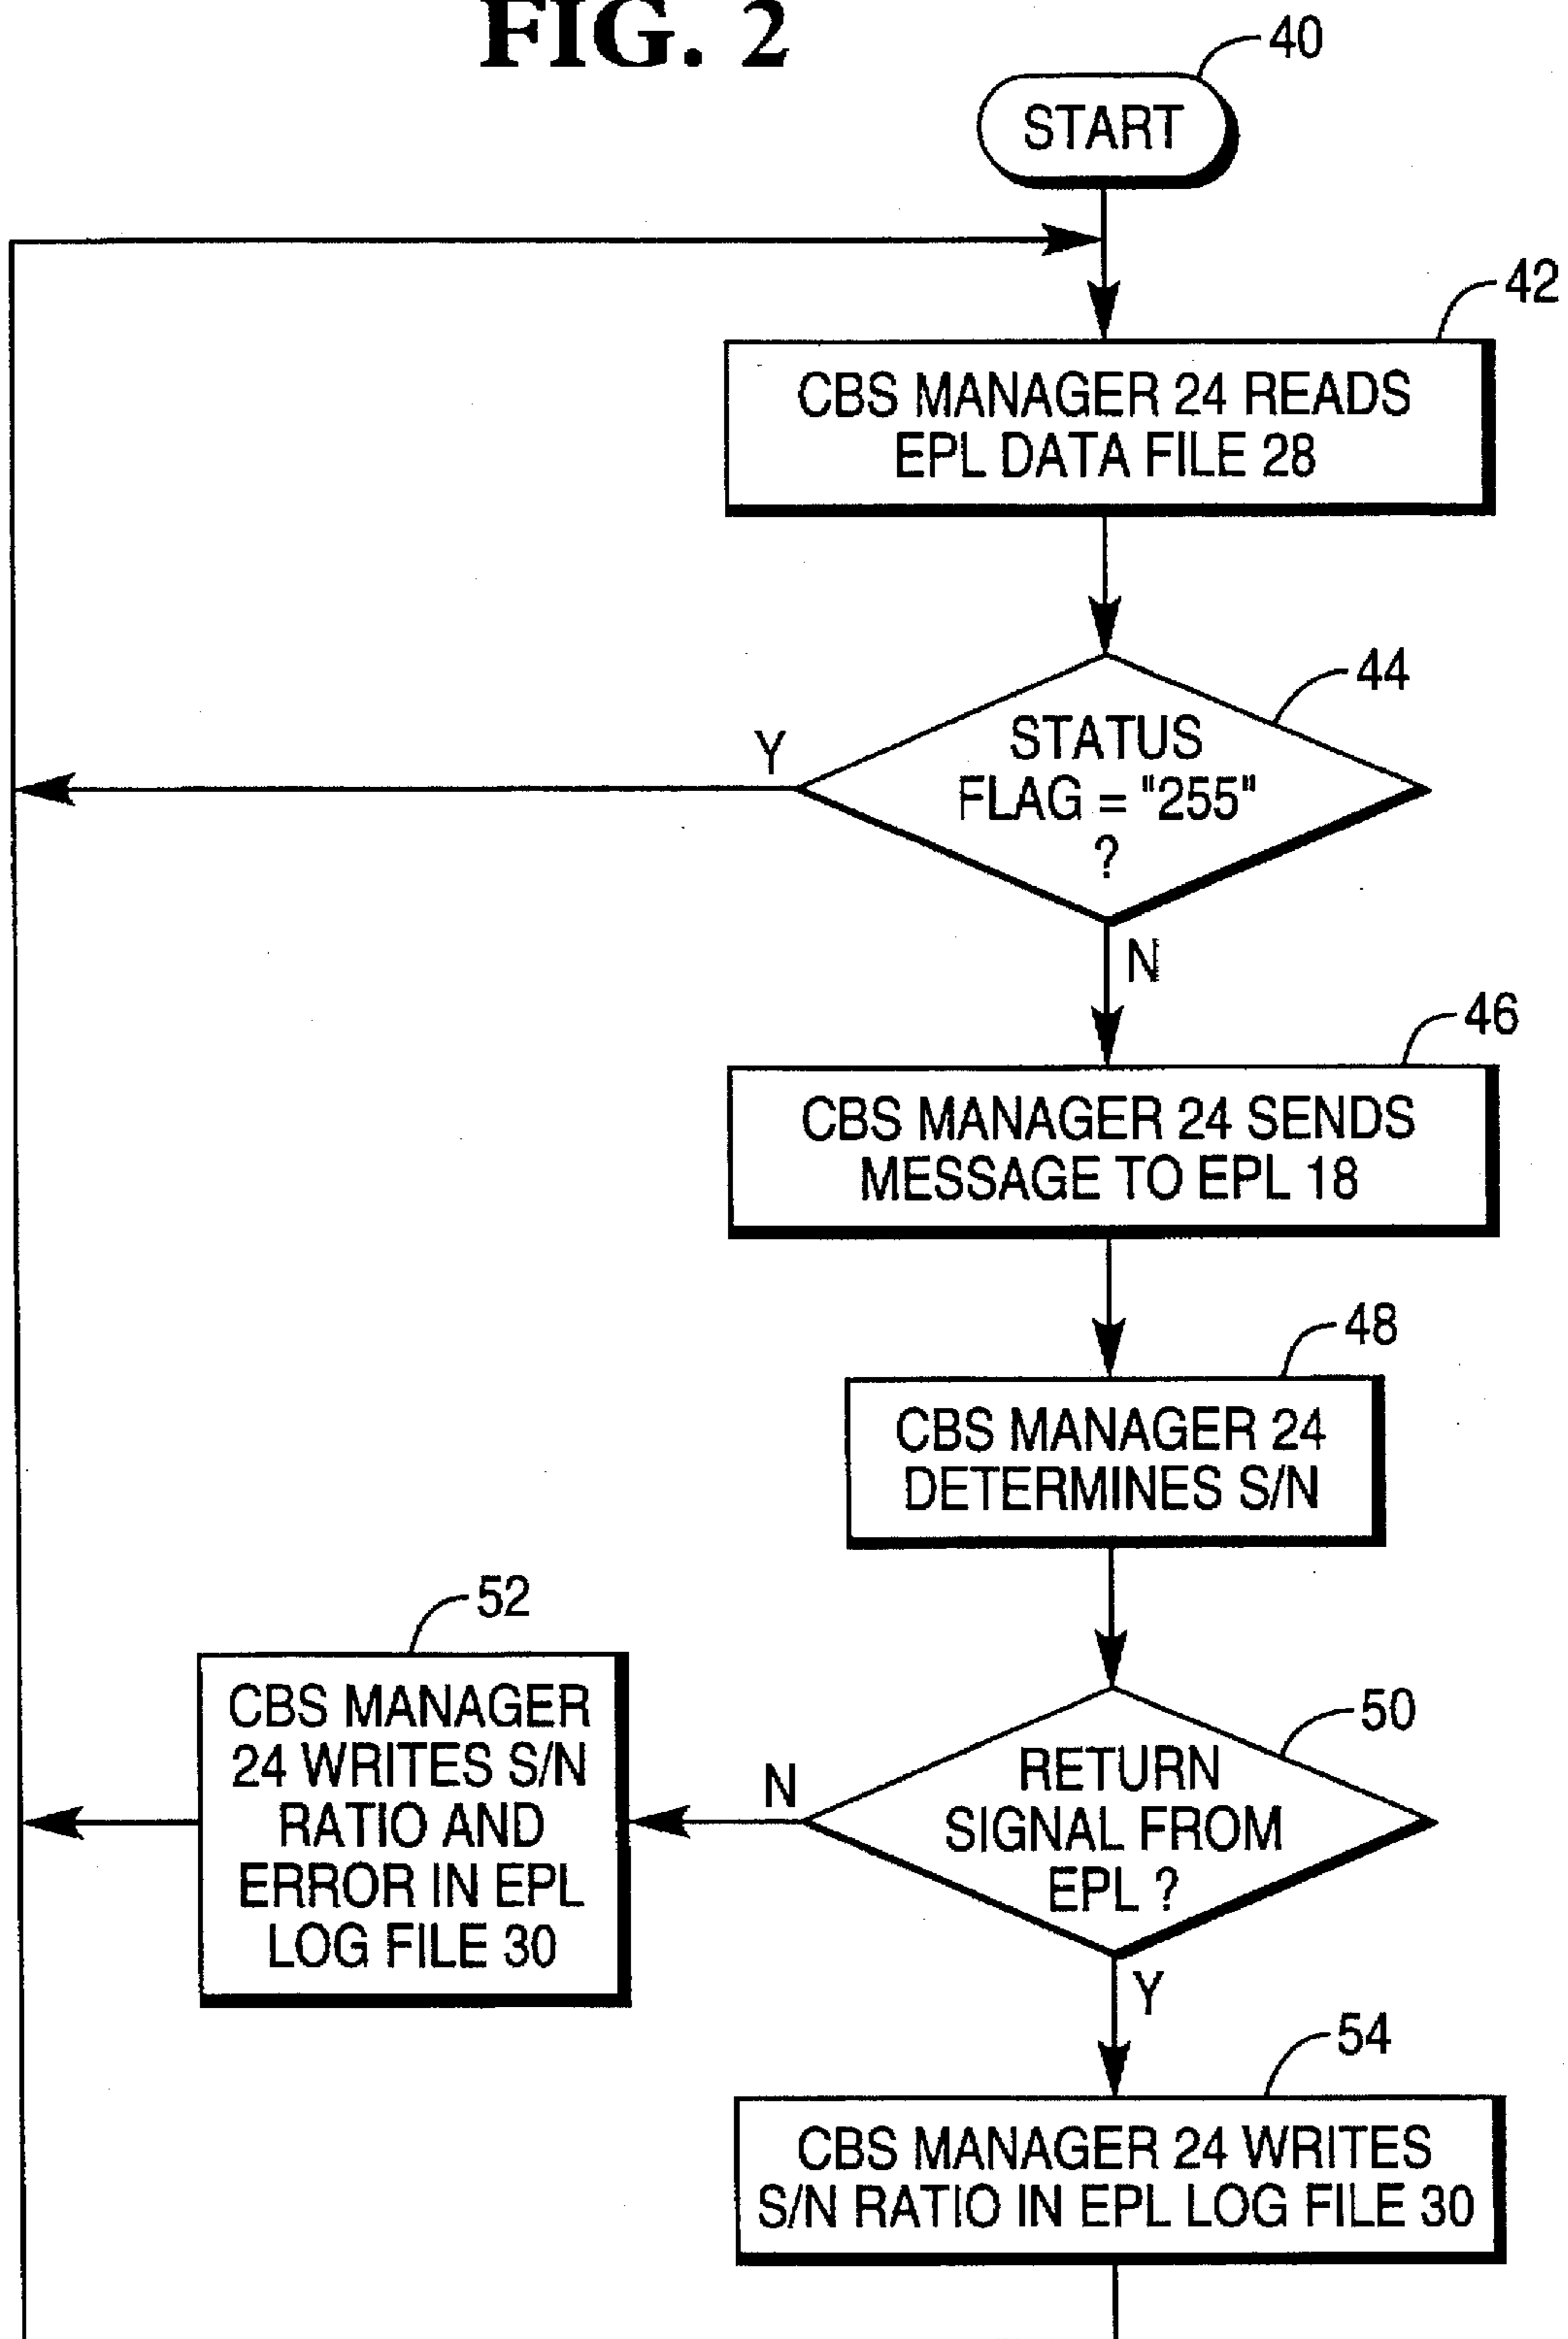 FIG. 2
40
START
42
CBS MANAGER 24 READS
EPL DATA FILE 28
44
STATUS
FLAG = "255"
?
Y
N
46
CBS MANAGER 24 SENDS
MESSAGE TO EPL 18
48
CBS MANAGER 24
DETERMINES S/N
50
RETURN
SIGNAL FROM
EPL ?
N
52
CBS MANAGER
24 WRITES S/N
RATIO AND
ERROR IN EPL
LOG FILE 30
Y
54
CBS MANAGER 24 WRITES
S/N RATIO IN EPL LOG FILE 30